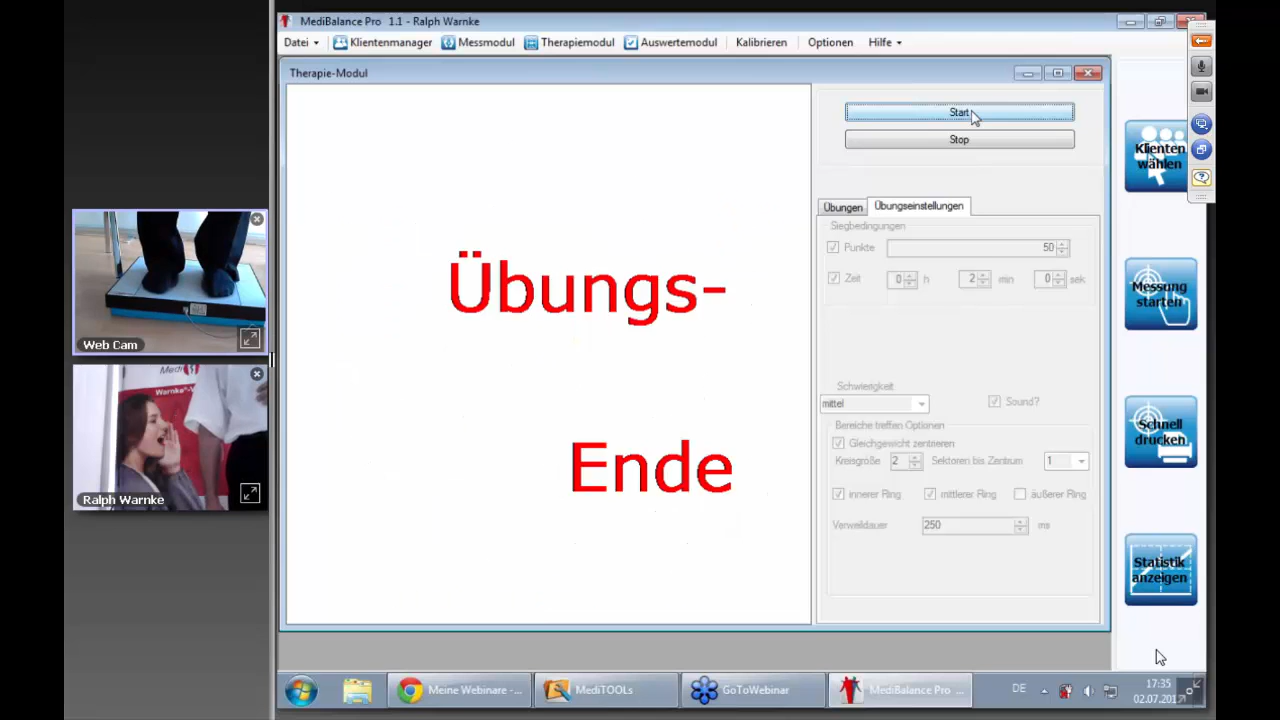 MediBalance Pro 1.1 - Ralph Warnke
Datei Klientenmanager Messmodul Therapiemodul Auswertemodul Kalibrieren Optionen Hilfe
Therapie-Modul
Start
Stop
Übungen Übungseinstellungen
Siegbedingungen
Punkte 50
Zeit 0 h 2 min 0 sek
Schwierigkeit
mittel Sound?
Bereiche treffen Optionen
Gleichgewicht zentrieren
Kreisgröße 2 Sektoren bis Zentrum 1
innerer Ring mittlerer Ring äußerer Ring
Verweildauer 250 ms
Übungs-
Ende
Klienten
wählen
Messung
starten
Schnell
drucken
Statistik
anzeigen
Web Cam
Ralph Warnke
Meine Webinare - ... MediTOOLs GoToWebinar MediBalance Pro ... DE 17:35